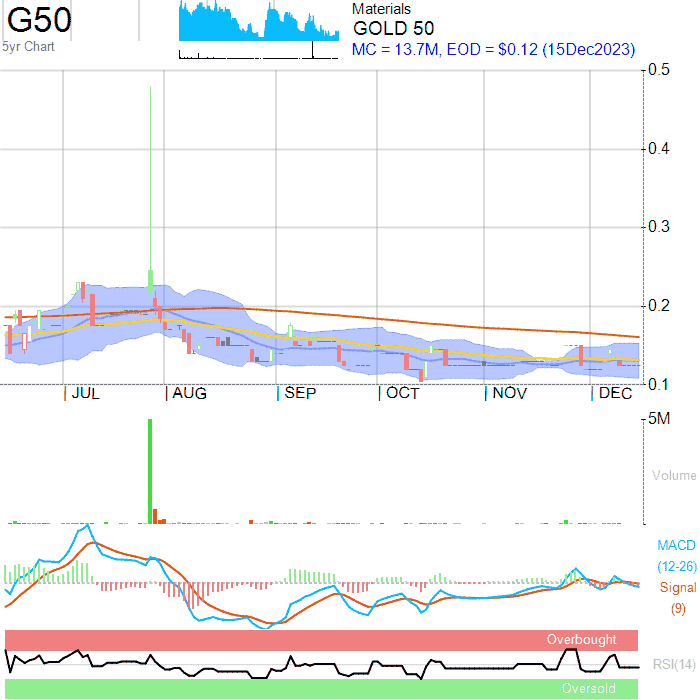 G50
5yr Chart
Materials
GOLD 50
MC = 13.7M, EOD = $0.12 (15Dec2023)
0.5
0.4
0.3
0.2
0.1
JUL AUG SEP OCT NOV DEC
5M
Volume
MACD
(12-26)
Signal
(9)
Overbought
RSI(14)
Oversold